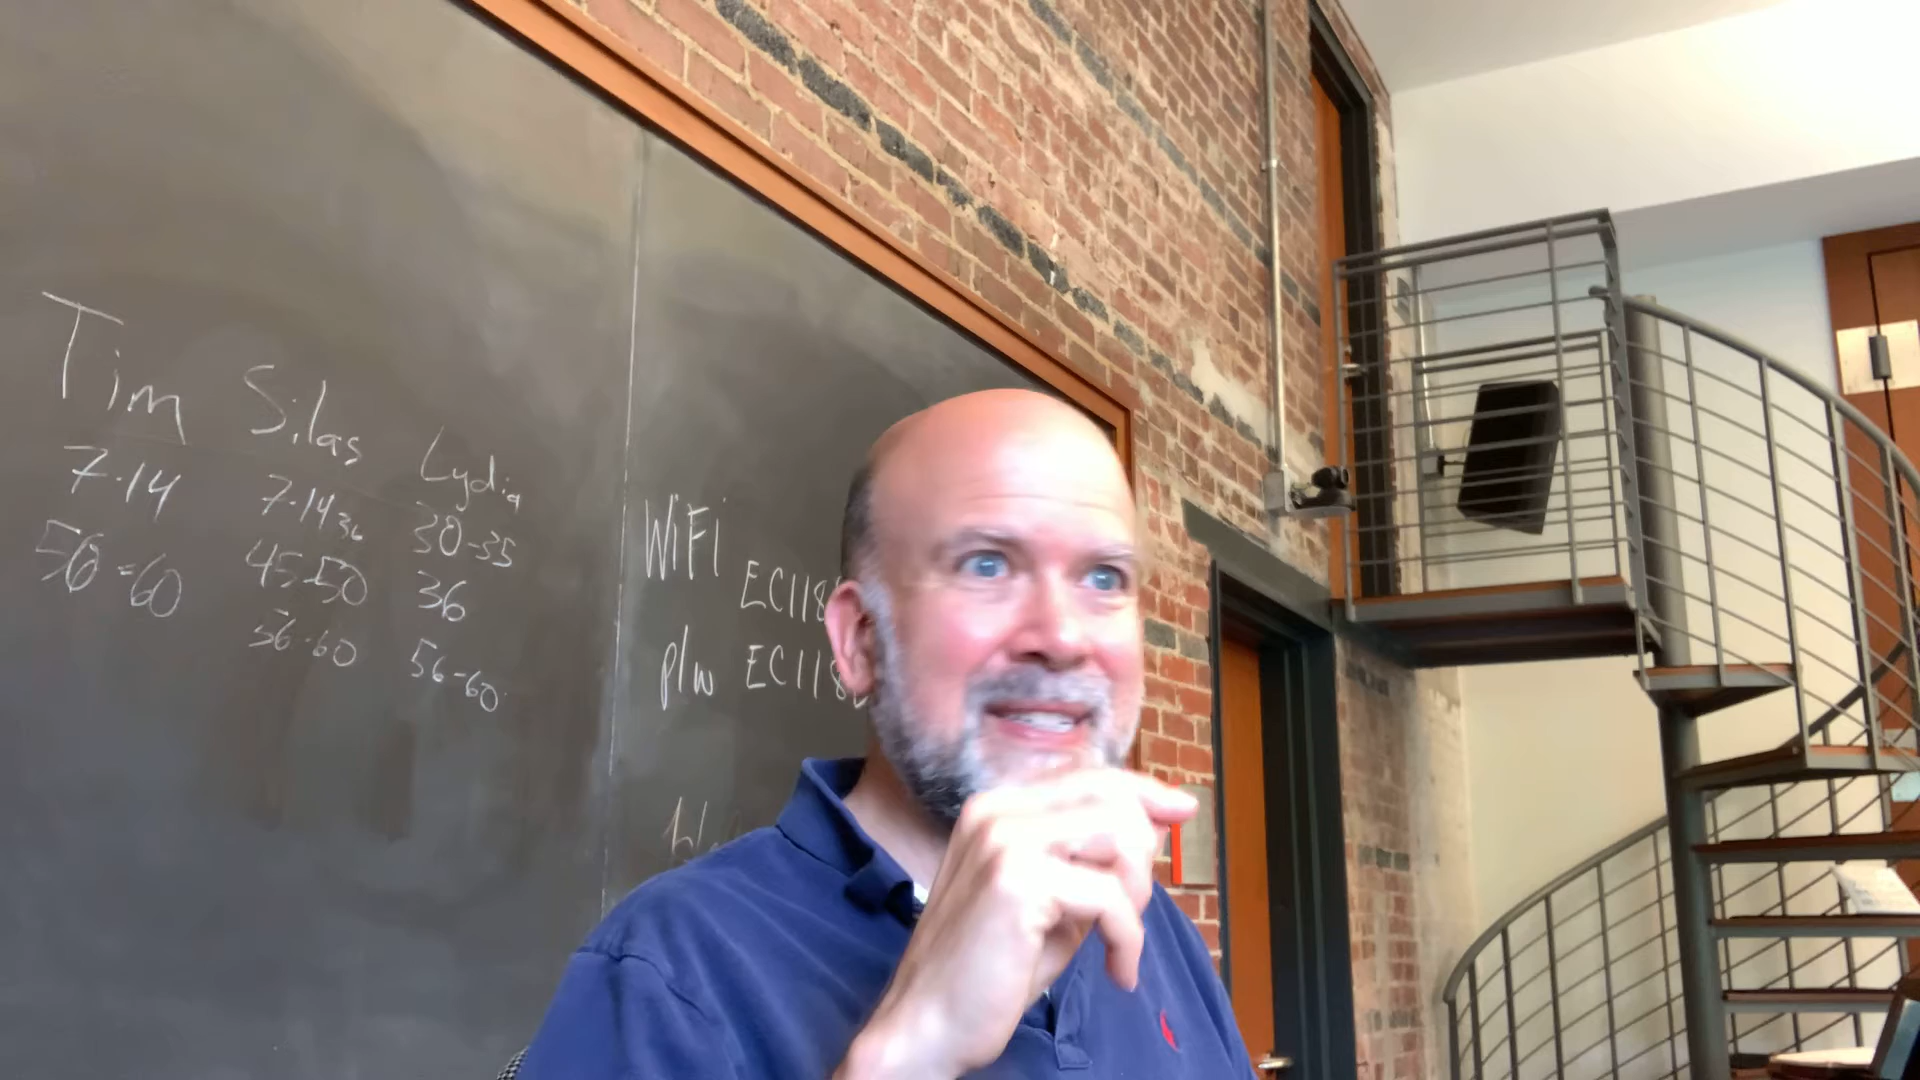 Tim Silas Lydia
7-14 7-14 36 30-35
50-60 45-50 36
56-60 56-60
WiFi EC118
p/w EC118